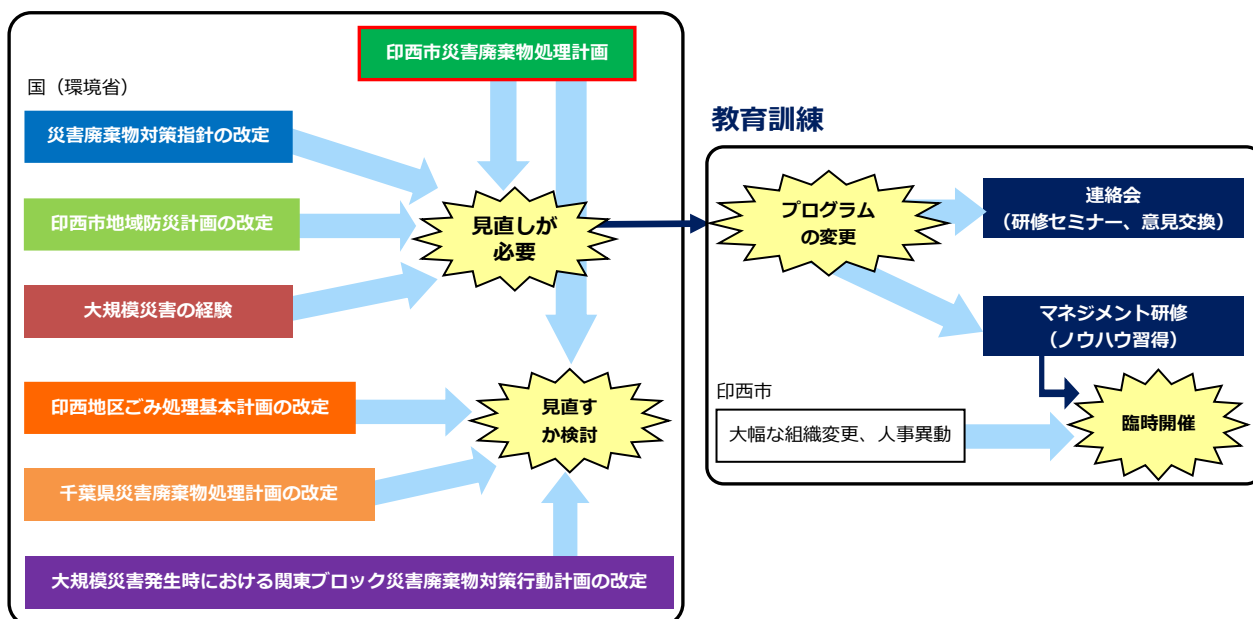 印西市災害廃棄物処理計画
国（環境省）
災害廃棄物対策指針の改定
印西市地域防災計画の改定
大規模災害の経験
見直しが
必要
印西地区ごみ処理基本計画の改定
千葉県災害廃棄物処理計画の改定
見直す
か検討
大規模災害発生時における関東ブロック災害廃棄物対策行動計画の改定
教育訓練
プログラム
の変更
連絡会
（研修セミナー、意見交換）
マネジメント研修
（ノウハウ習得）
印西市
大幅な組織変更、人事異動
臨時開催